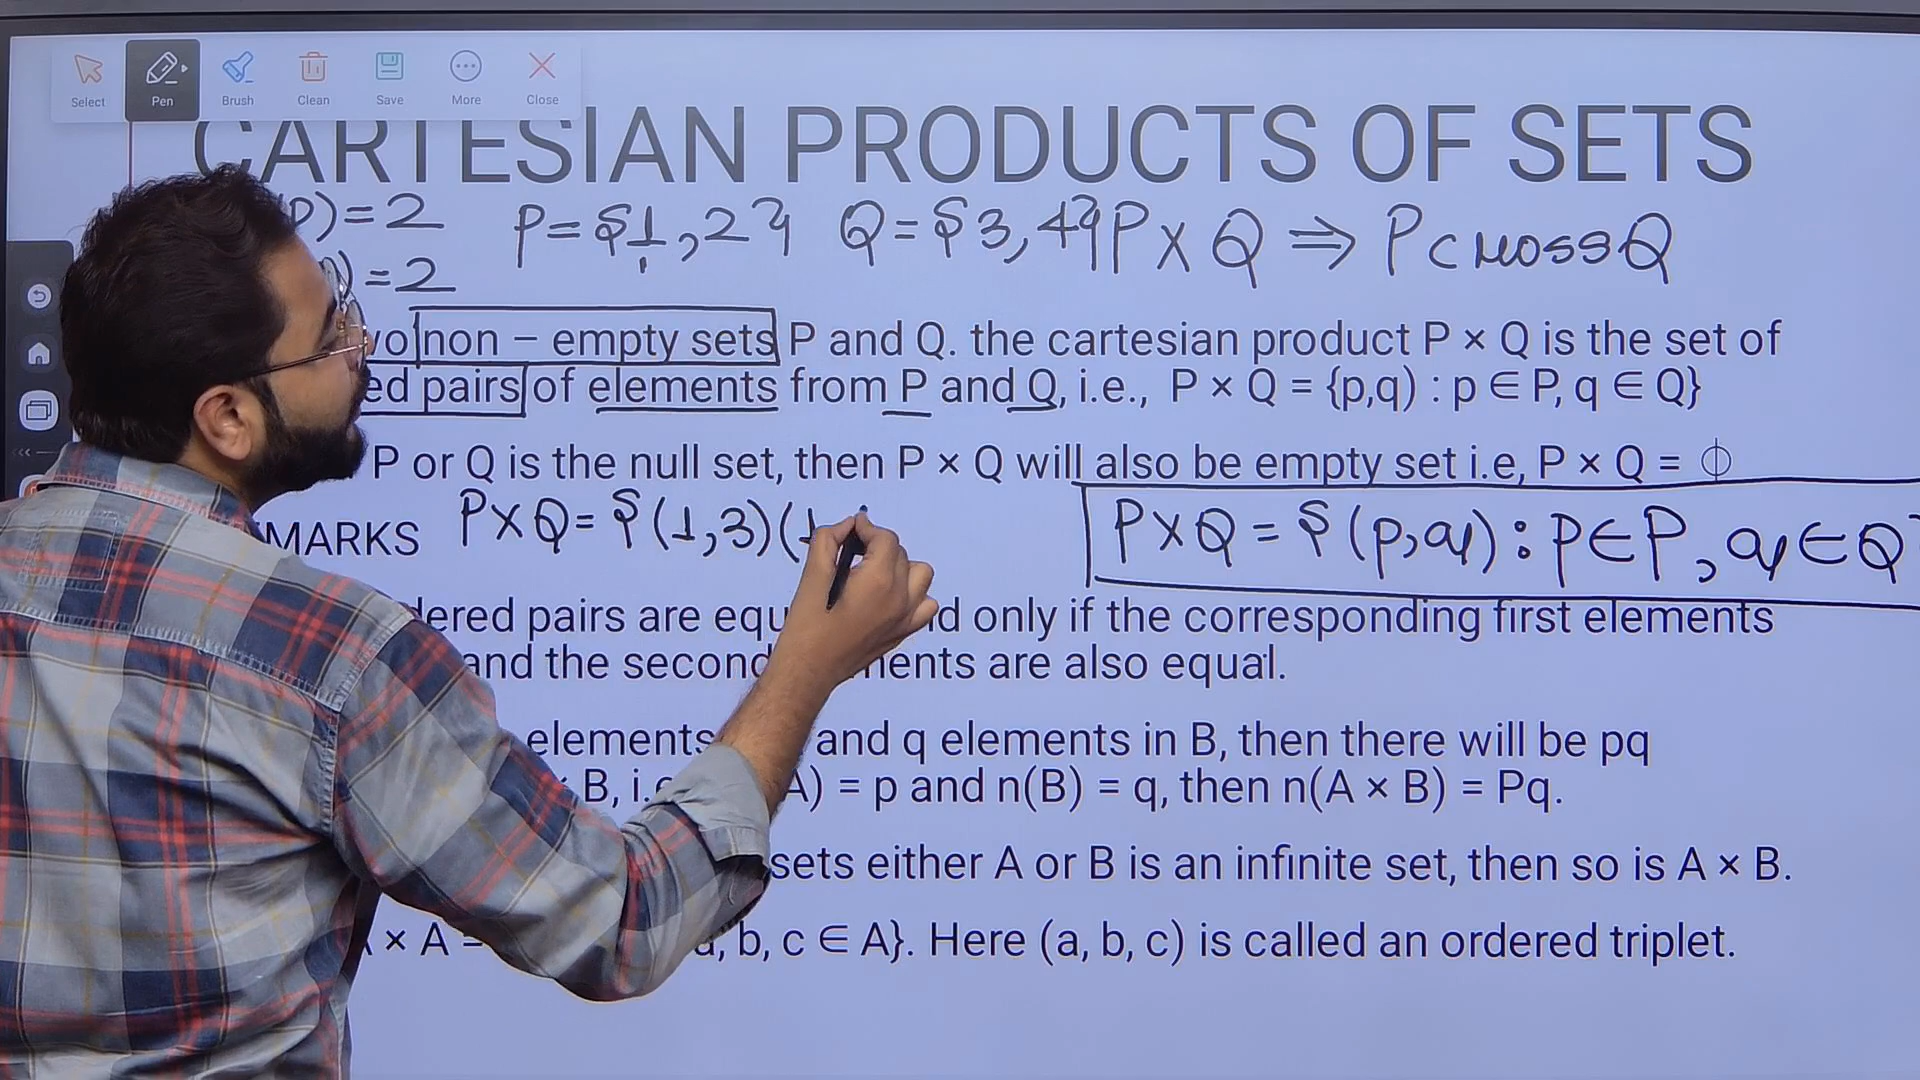 Select Pen Brush Clean Save More Close
CARTESIAN PRODUCTS OF SETS
P)=2 P={1,2} Q={3,4} P×Q ⇒ P cross Q
)=2
non – empty sets P and Q. the cartesian product P × Q is the set of
pairs of elements from P and Q, i.e., P × Q = {p,q) : p ∈ P, q ∈ Q}
P or Q is the null set, then P × Q will also be empty set i.e, P × Q = ϕ
P×Q= {(1,3)(1 P×Q = {(p,q) : p∈P, q∈Q}
MARKS
pairs are equ d only if the corresponding first elements
and the second ments are also equal.
elements and q elements in B, then there will be pq
B, i.e A) = p and n(B) = q, then n(A × B) = Pq.
sets either A or B is an infinite set, then so is A × B.
× A = a, b, c ∈ A}. Here (a, b, c) is called an ordered triplet.